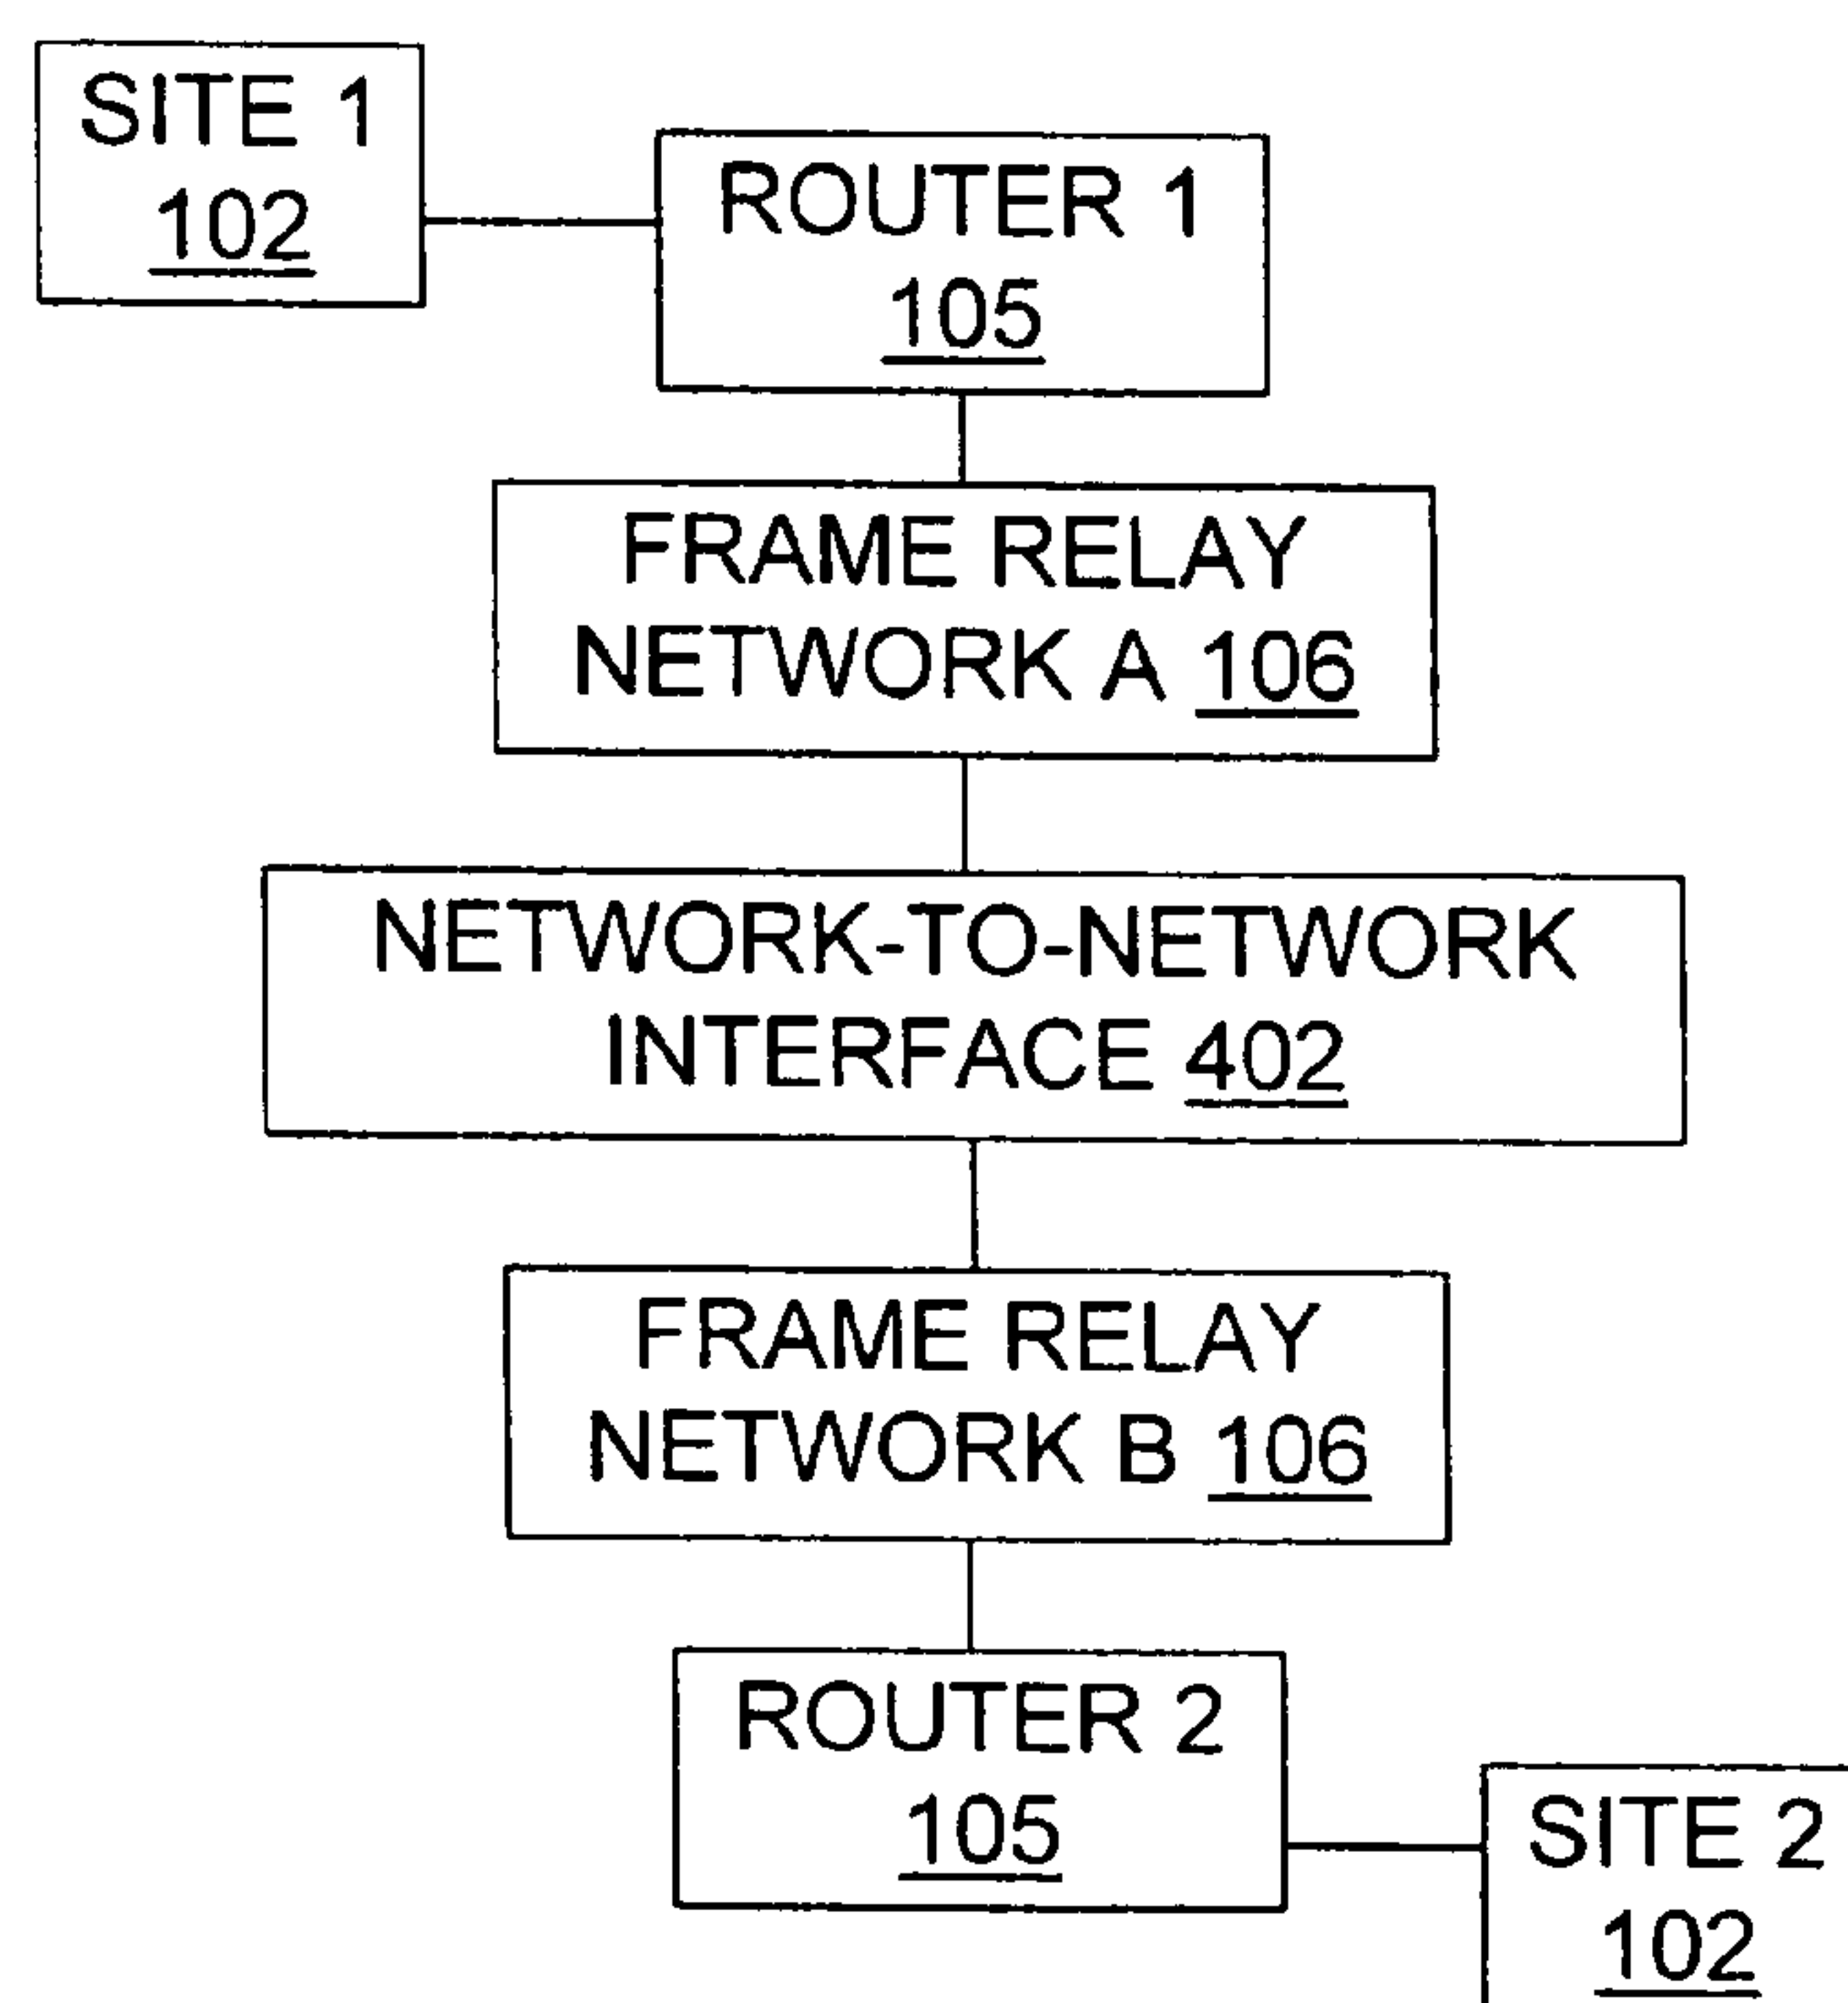 SITE 1
102
ROUTER 1
105
FRAME RELAY
NETWORK A 106
NETWORK-TO-NETWORK
INTERFACE 402
FRAME RELAY
NETWORK B 106
ROUTER 2
105
SITE 2
102